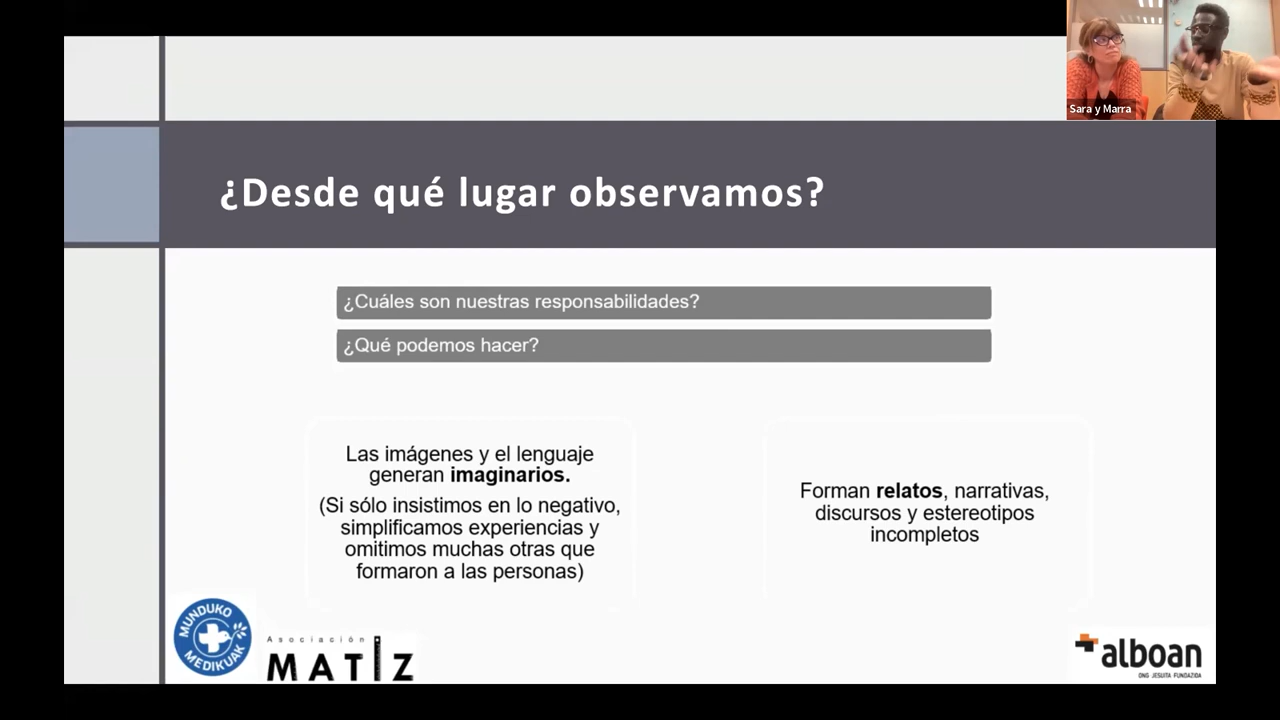 Sara y Marra
¿Desde qué lugar observamos?
¿Cuáles son nuestras responsabilidades?
¿Qué podemos hacer?
Las imágenes y el lenguaje
generan imaginarios.
(Si sólo insistimos en lo negativo,
simplificamos experiencias y
omitimos muchas otras que
formaron a las personas)
Forman relatos, narrativas,
discursos y estereotipos
incompletos
MUNDUKO
MEDIKUAK
Asociación
MATIZ
alboan
ONG JESUITA FUNDAZIOA